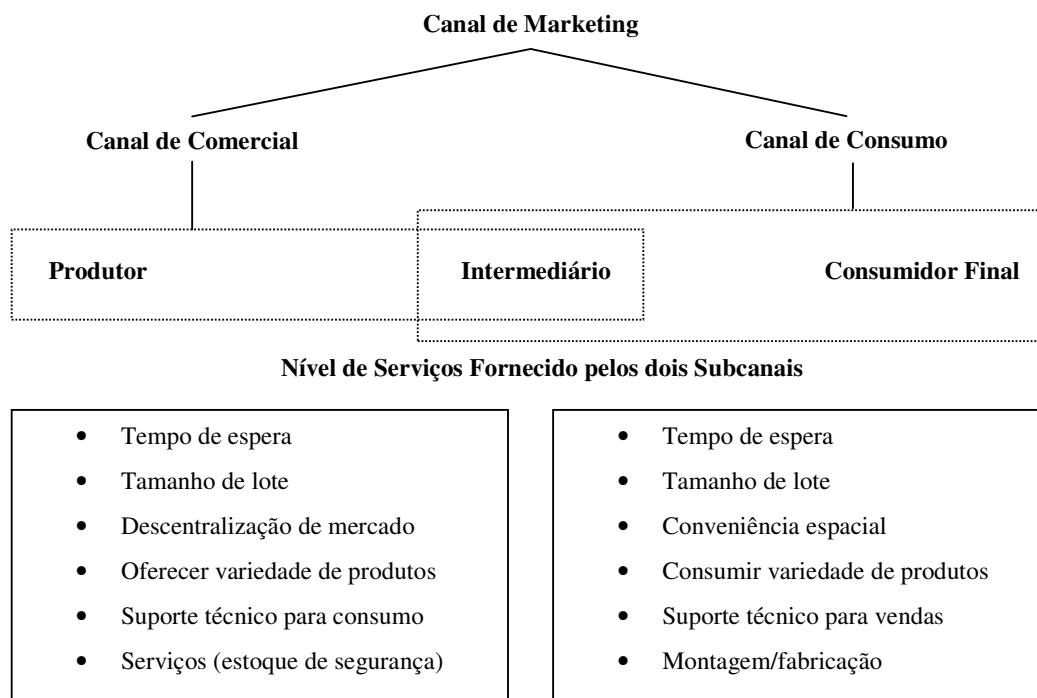 Canal de Marketing
Canal de Comercial
Canal de Consumo
Produtor
Intermediário
Consumidor Final
Nível de Serviços Fornecido pelos dois Subcanais
• Tempo de espera
• Tamanho de lote
• Descentralização de mercado
• Oferecer variedade de produtos
• Suporte técnico para consumo
• Serviços (estoque de segurança)
• Tempo de espera
• Tamanho de lote
• Conveniência espacial
• Consumir variedade de produtos
• Suporte técnico para vendas
• Montagem/fabricação